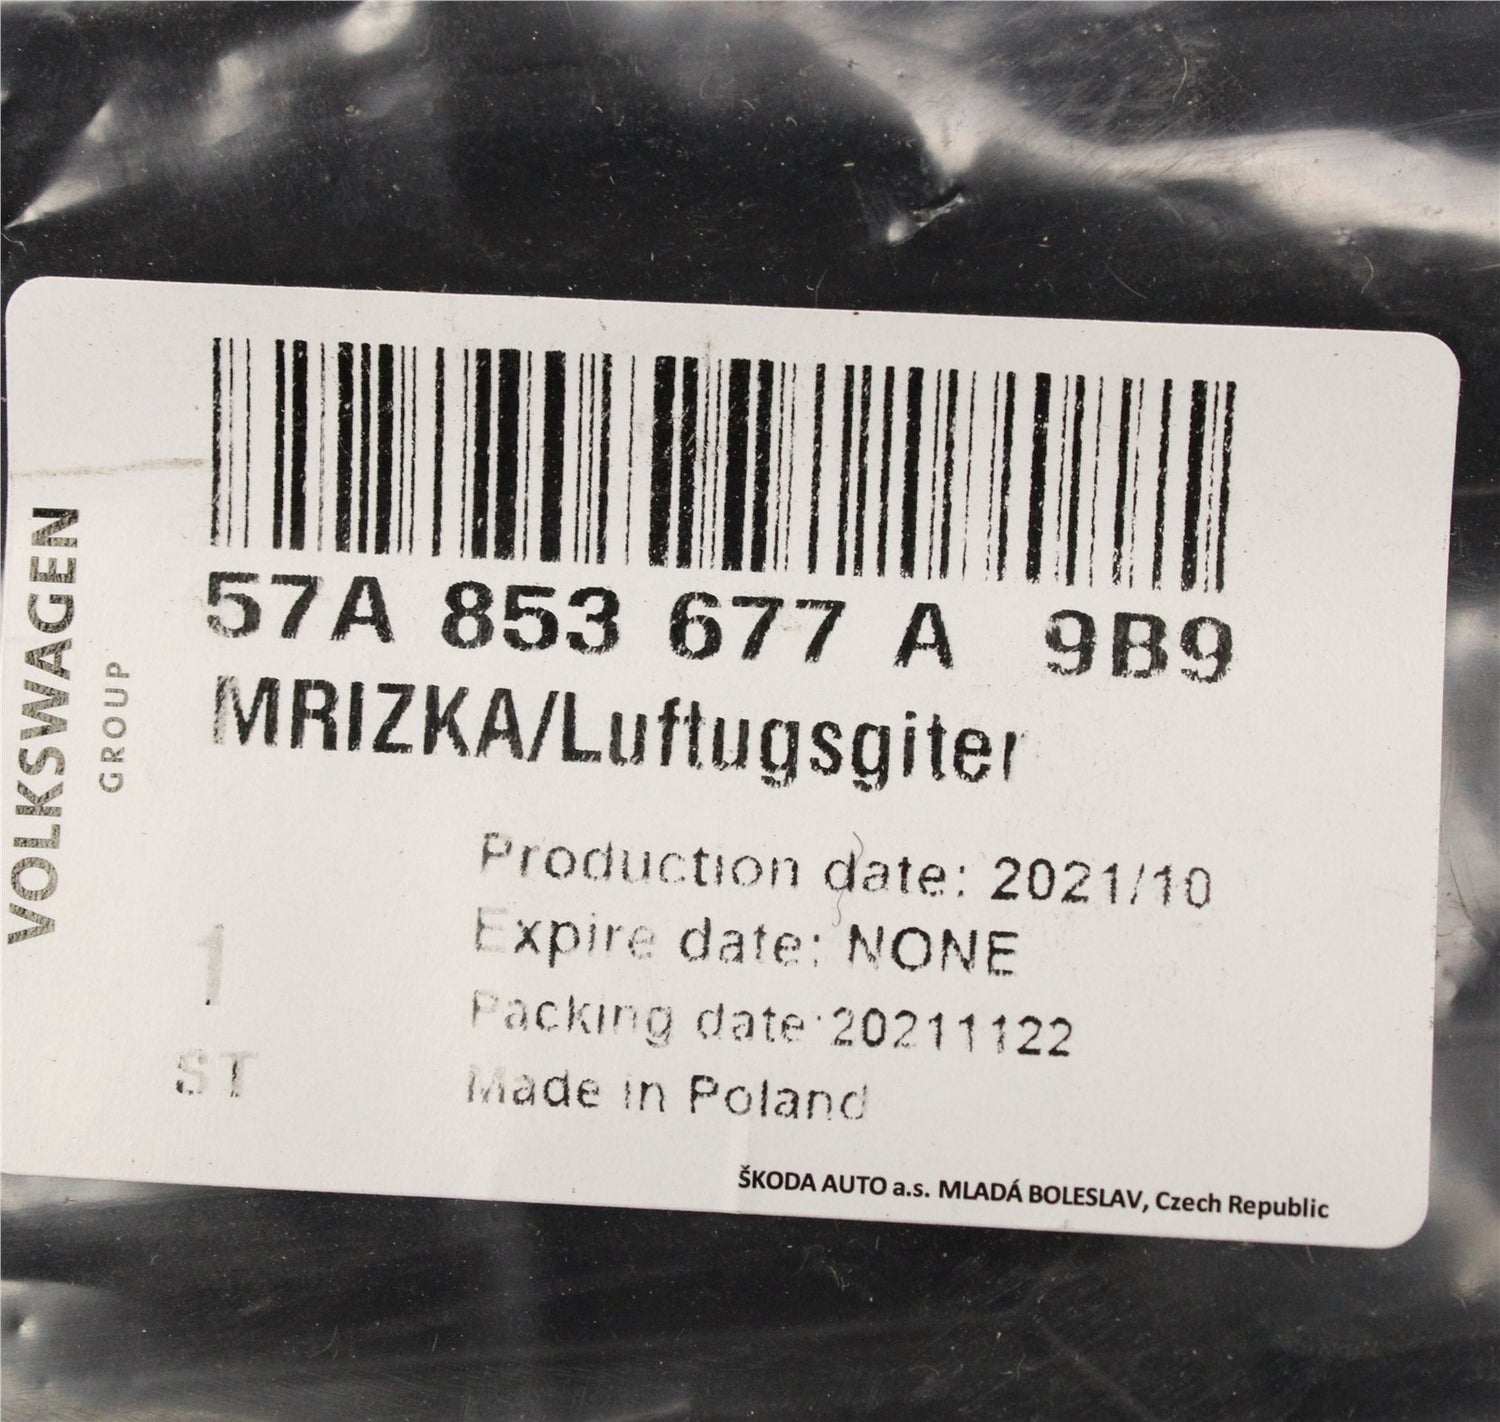 VOLKSWAGEN
GROUP
57A 853 677 A 9B9
MRIZKA/Luftugsgiter
Production date: 2021/10
Expire date: NONE
Packing date:20211122
Made in Poland
1
ST
ŠKODA AUTO a.s. MLADÁ BOLESLAV, Czech Republic